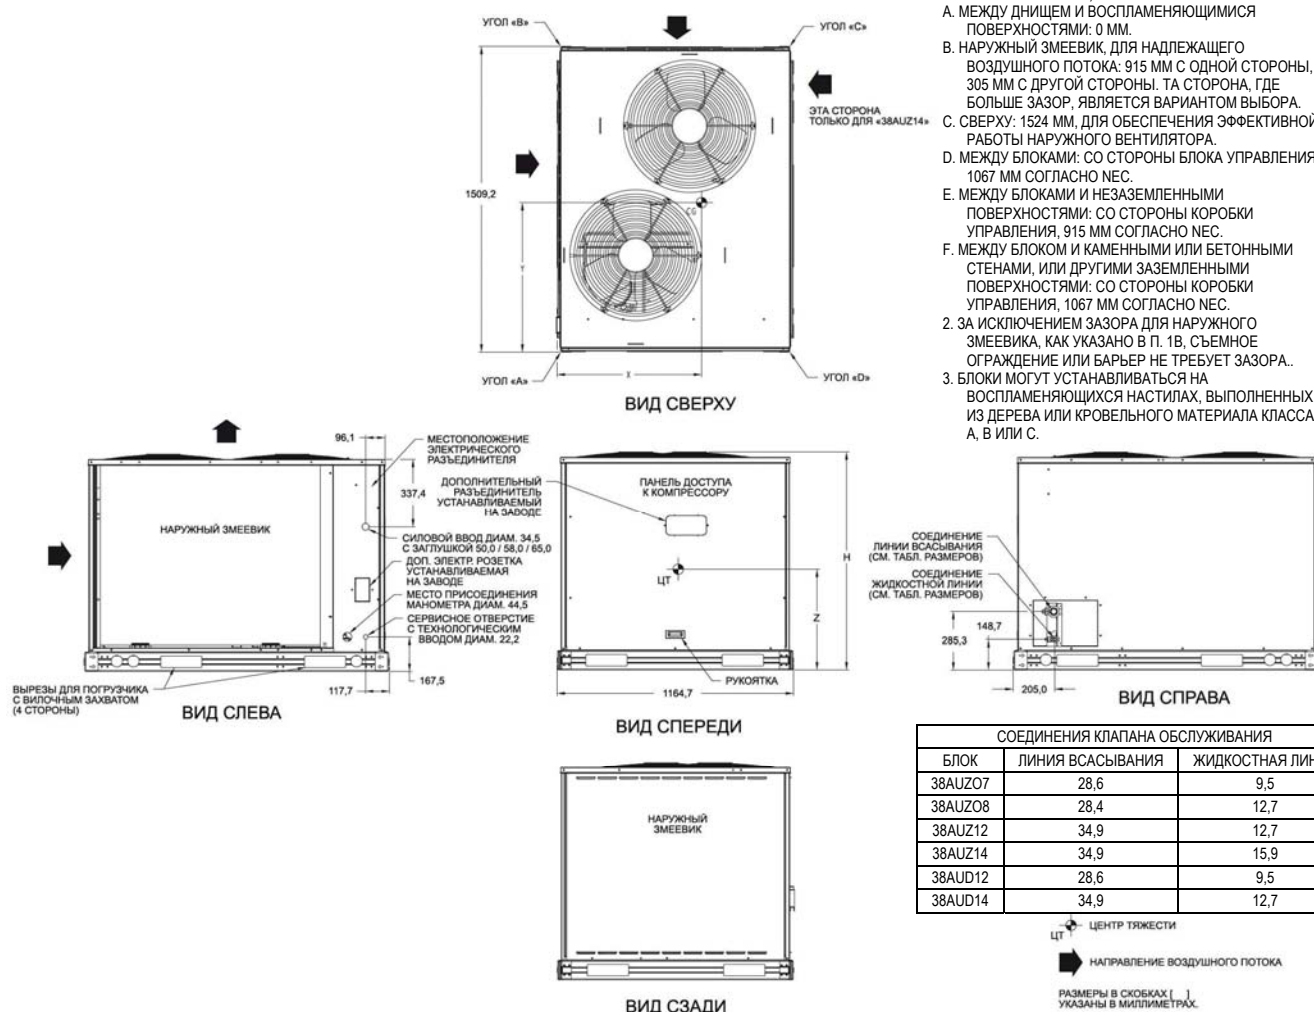 УГОЛ «B»
УГОЛ «C»
ЭТА СТОРОНА
ТОЛЬКО ДЛЯ «38AUZ14»
1509,2
CG
Y
X
УГОЛ «A»
УГОЛ «D»
ВИД СВЕРХУ
A. МЕЖДУ ДНИЩЕМ И ВОСПЛАМЕНЯЮЩИМИСЯ
ПОВЕРХНОСТЯМИ: 0 ММ.
B. НАРУЖНЫЙ ЗМЕЕВИК, ДЛЯ НАДЛЕЖАЩЕГО
ВОЗДУШНОГО ПОТОКА: 915 ММ С ОДНОЙ СТОРОНЫ,
305 ММ С ДРУГОЙ СТОРОНЫ. ТА СТОРОНА, ГДЕ
БОЛЬШЕ ЗАЗОР, ЯВЛЯЕТСЯ ВАРИАНТОМ ВЫБОРА.
C. СВЕРХУ: 1524 ММ, ДЛЯ ОБЕСПЕЧЕНИЯ ЭФФЕКТИВНОЙ
РАБОТЫ НАРУЖНОГО ВЕНТИЛЯТОРА.
D. МЕЖДУ БЛОКАМИ: СО СТОРОНЫ БЛОКА УПРАВЛЕНИЯ
1067 ММ СОГЛАСНО NEC.
E. МЕЖДУ БЛОКАМИ И НЕЗАЗЕМЛЕННЫМИ
ПОВЕРХНОСТЯМИ: СО СТОРОНЫ КОРОБКИ
УПРАВЛЕНИЯ, 915 ММ СОГЛАСНО NEC.
F. МЕЖДУ БЛОКОМ И КАМЕННЫМИ ИЛИ БЕТОННЫМИ
СТЕНАМИ, ИЛИ ДРУГИМИ ЗАЗЕМЛЕННЫМИ
ПОВЕРХНОСТЯМИ: СО СТОРОНЫ КОРОБКИ
УПРАВЛЕНИЯ, 1067 ММ СОГЛАСНО NEC.
2. ЗА ИСКЛЮЧЕНИЕМ ЗАЗОРА ДЛЯ НАРУЖНОГО
ЗМЕЕВИКА, КАК УКАЗАНО В П. 1В, СЪЕМНОЕ
ОГРАЖДЕНИЕ ИЛИ БАРЬЕР НЕ ТРЕБУЕТ ЗАЗОРА..
3. БЛОКИ МОГУТ УСТАНАВЛИВАТЬСЯ НА
ВОСПЛАМЕНЯЮЩИХСЯ НАСТИЛАХ, ВЫПОЛНЕННЫХ
ИЗ ДЕРЕВА ИЛИ КРОВЕЛЬНОГО МАТЕРИАЛА КЛАССА
A, B ИЛИ C.
96,1
337,4
НАРУЖНЫЙ ЗМЕЕВИК
МЕСТОПОЛОЖЕНИЕ
ЭЛЕКТРИЧЕСКОГО
РАЗЪЕДИНИТЕЛЯ
ДОПОЛНИТЕЛЬНЫЙ
РАЗЪЕДИНИТЕЛЬ
УСТАНАВЛИВАЕМЫЙ
НА ЗАВОДЕ
СИЛОВОЙ ВВОД ДИАМ. 34,5
С ЗАГЛУШКОЙ 50,0 / 58,0 / 65,0
ДОП. ЭЛЕКТР. РОЗЕТКА
УСТАНАВЛИВАЕМАЯ
НА ЗАВОДЕ
МЕСТО ПРИСОЕДИНЕНИЯ
МАНОМЕТРА ДИАМ. 44,5
СЕРВИСНОЕ ОТВЕРСТИЕ
С ТЕХНОЛОГИЧЕСКИМ
ВВОДОМ ДИАМ. 22,2
167,5
117,7
ВЫРЕЗЫ ДЛЯ ПОГРУЗЧИКА
С ВИЛОЧНЫМ ЗАХВАТОМ
(4 СТОРОНЫ)
ВИД СЛЕВА
ПАНЕЛЬ ДОСТУПА
К КОМПРЕССОРУ
ЦТ
H
Z
РУКОЯТКА
1164,7
ВИД СПЕРЕДИ
СОЕДИНЕНИЕ
ЛИНИИ ВСАСЫВАНИЯ
(СМ. ТАБЛ. РАЗМЕРОВ)
СОЕДИНЕНИЕ
ЖИДКОСТНОЙ ЛИНИИ
(СМ. ТАБЛ. РАЗМЕРОВ)
148,7
285,3
205,0
ВИД СПРАВА
НАРУЖНЫЙ
ЗМЕЕВИК
ВИД СЗАДИ
СОЕДИНЕНИЯ КЛАПАНА ОБСЛУЖИВАНИЯ
БЛОК ЛИНИЯ ВСАСЫВАНИЯ ЖИДКОСТНАЯ ЛИН
38AUZO7 28,6 9,5
38AUZO8 28,4 12,7
38AUZ12 34,9 12,7
38AUZ14 34,9 15,9
38AUD12 28,6 9,5
38AUD14 34,9 12,7
ЦТ ЦЕНТР ТЯЖЕСТИ
НАПРАВЛЕНИЕ ВОЗДУШНОГО ПОТОКА
РАЗМЕРЫ В СКОБКАХ [ ]
УКАЗАНЫ В МИЛЛИМЕТРАХ.